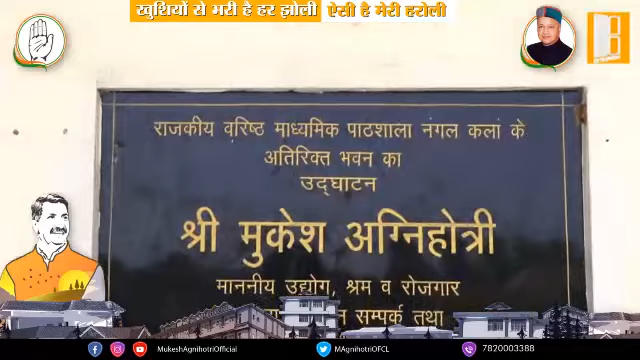 खुशियों से भरी है हर झोली ऐसी है मेरी हरोली
राजकीय वरिष्ठ माध्यमिक पाठशाला नंगल कलां के
अतिरिक्त भवन का
उद्घाटन
श्री मुकेश अग्निहोत्री
माननीय उद्योग, श्रम व रोजगार
सम्पर्क तथा
MukeshAgnihotriOfficial MAgnihotriOFCL 7820003388